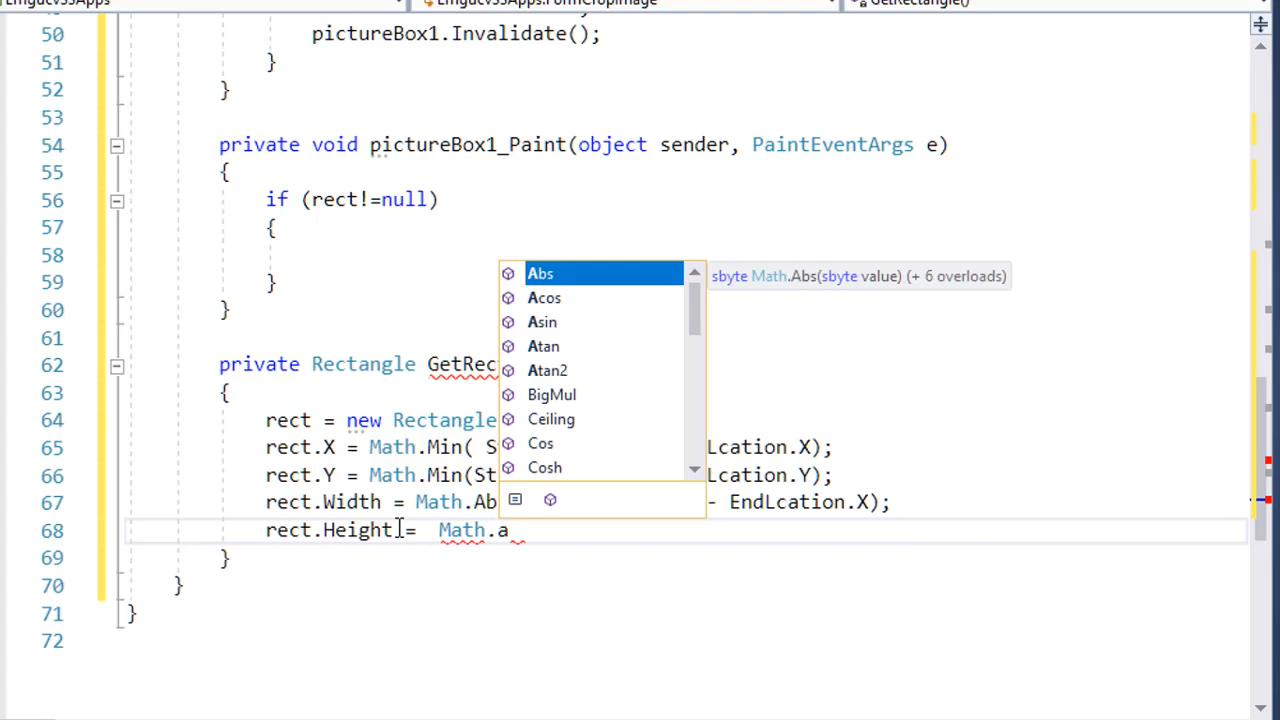 Emgucv33Apps
Emgucv33Apps.FormCropImage
GetRectangle()
50 pictureBox1.Invalidate();
51 }
52 }
53
54 private void pictureBox1_Paint(object sender, PaintEventArgs e)
55 {
56 if (rect!=null)
57 {
58
59 }
60 }
61
62 private Rectangle GetRec
63 {
64 rect = new Rectangle
65 rect.X = Math.Min( S Lcation.X);
66 rect.Y = Math.Min(St Lcation.Y);
67 rect.Width = Math.Ab - EndLcation.X);
68 rect.Height = Math.a
69 }
70 }
71 }
72
Abs
Acos
Asin
Atan
Atan2
BigMul
Ceiling
Cos
Cosh
sbyte Math.Abs(sbyte value) (+ 6 overloads)